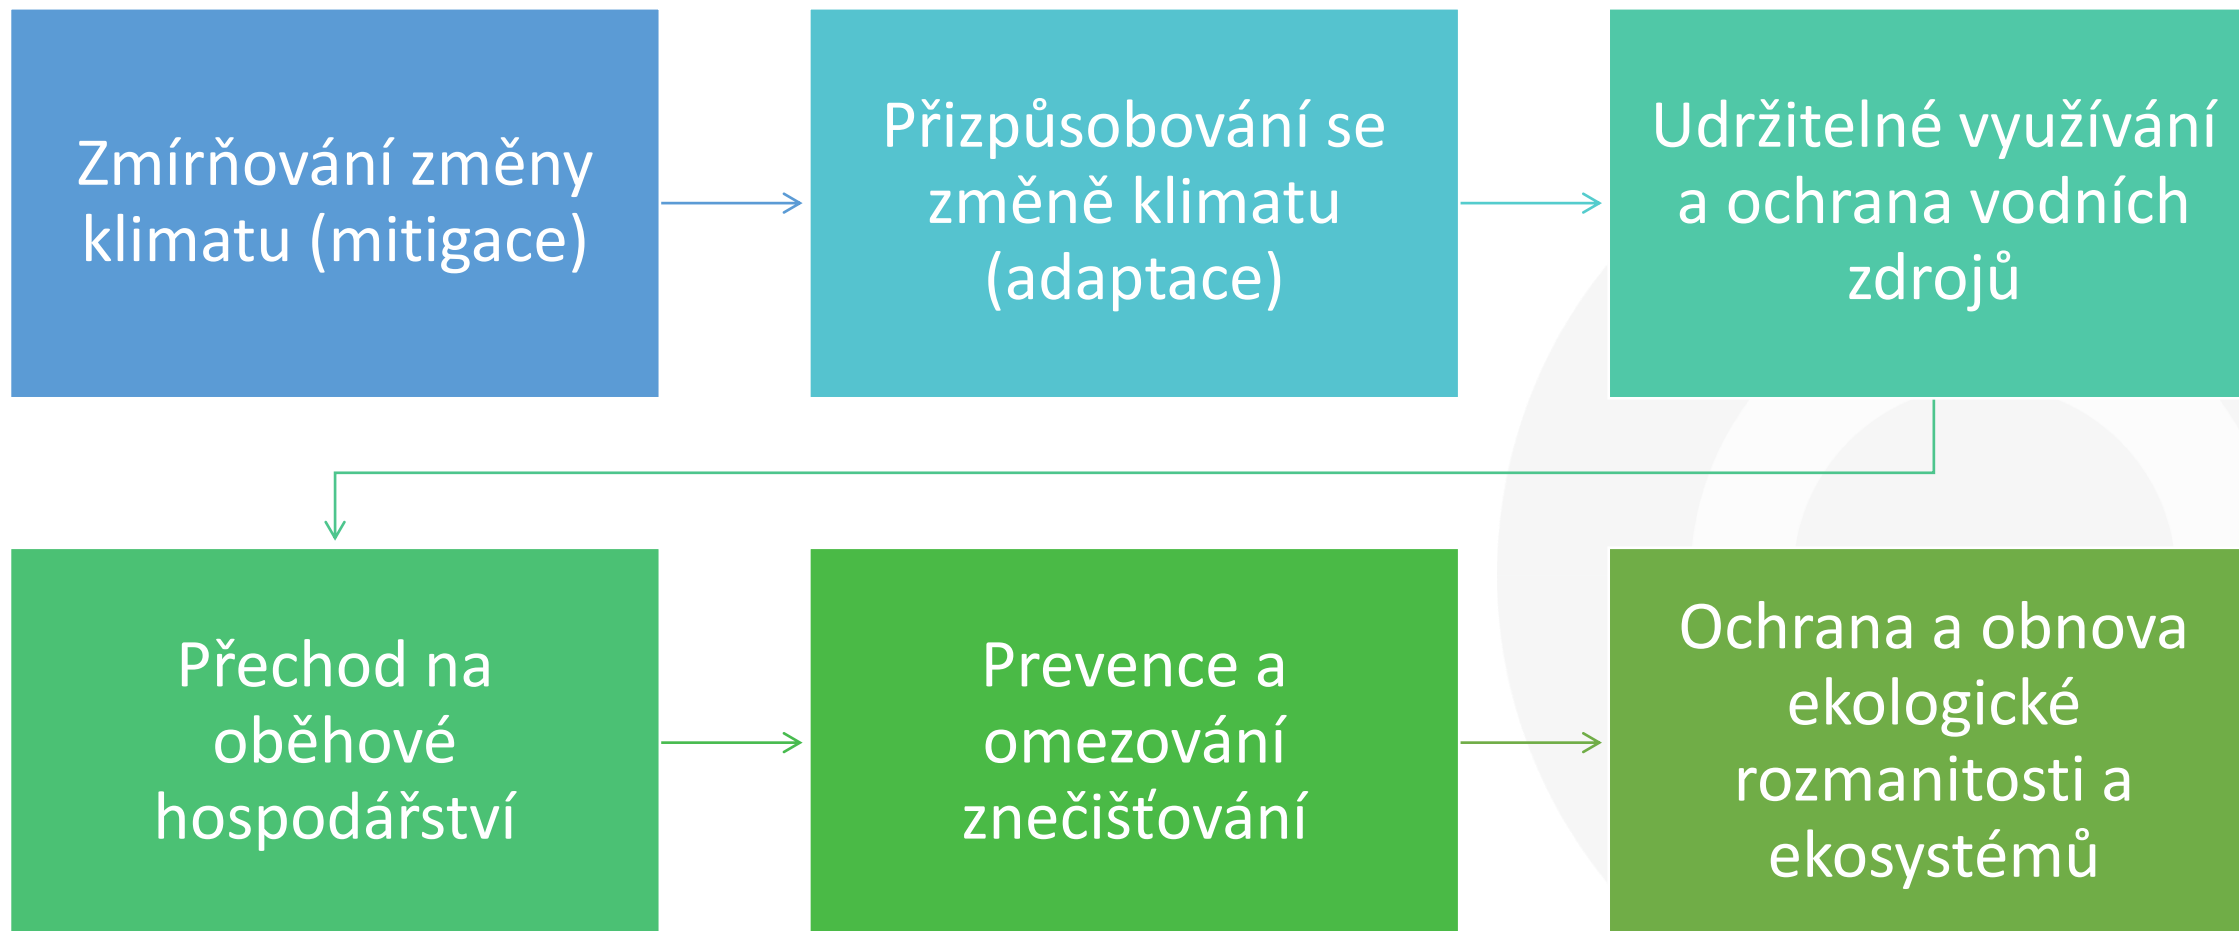 Zmírňování změny
klimatu (mitigace)
Přizpůsobování se
změně klimatu
(adaptace)
Udržitelné využívání
a ochrana vodních
zdrojů
Přechod na
oběhové
hospodářství
Prevence a
omezování
znečišťování
Ochrana a obnova
ekologické
rozmanitosti a
ekosystémů